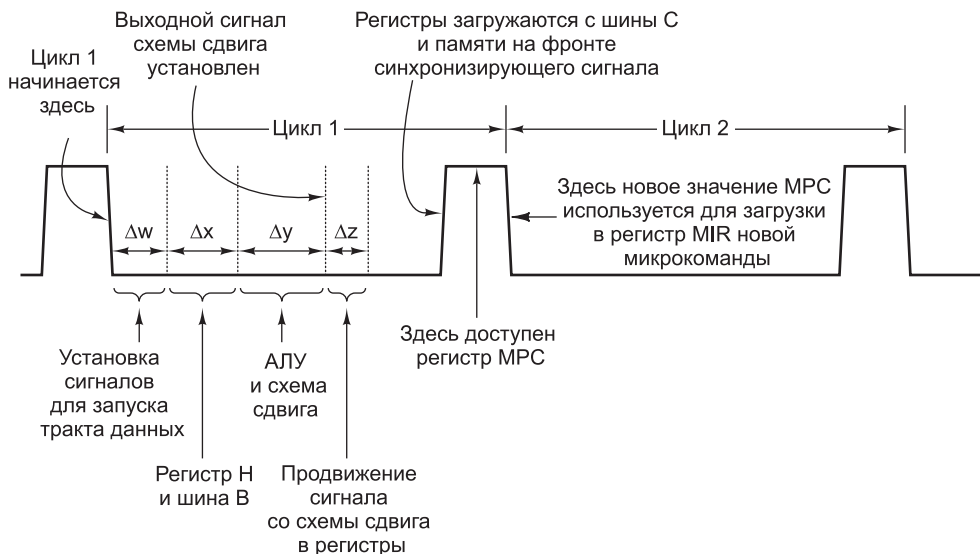 Выходной сигнал
схемы сдвига
установлен
Регистры загружаются с шины C
и памяти на фронте
синхронизирующего сигнала
Цикл 1
начинается
здесь
Цикл 1
Цикл 2
Здесь новое значение MPC
используется для загрузки
в регистр MIR новой
микрокоманды
Δw
Δx
Δy
Δz
Здесь доступен
регистр MPC
Установка
сигналов
для запуска
тракта данных
АЛУ
и схема
сдвига
Регистр H
и шина B
Продвижение
сигнала
со схемы сдвига
в регистры